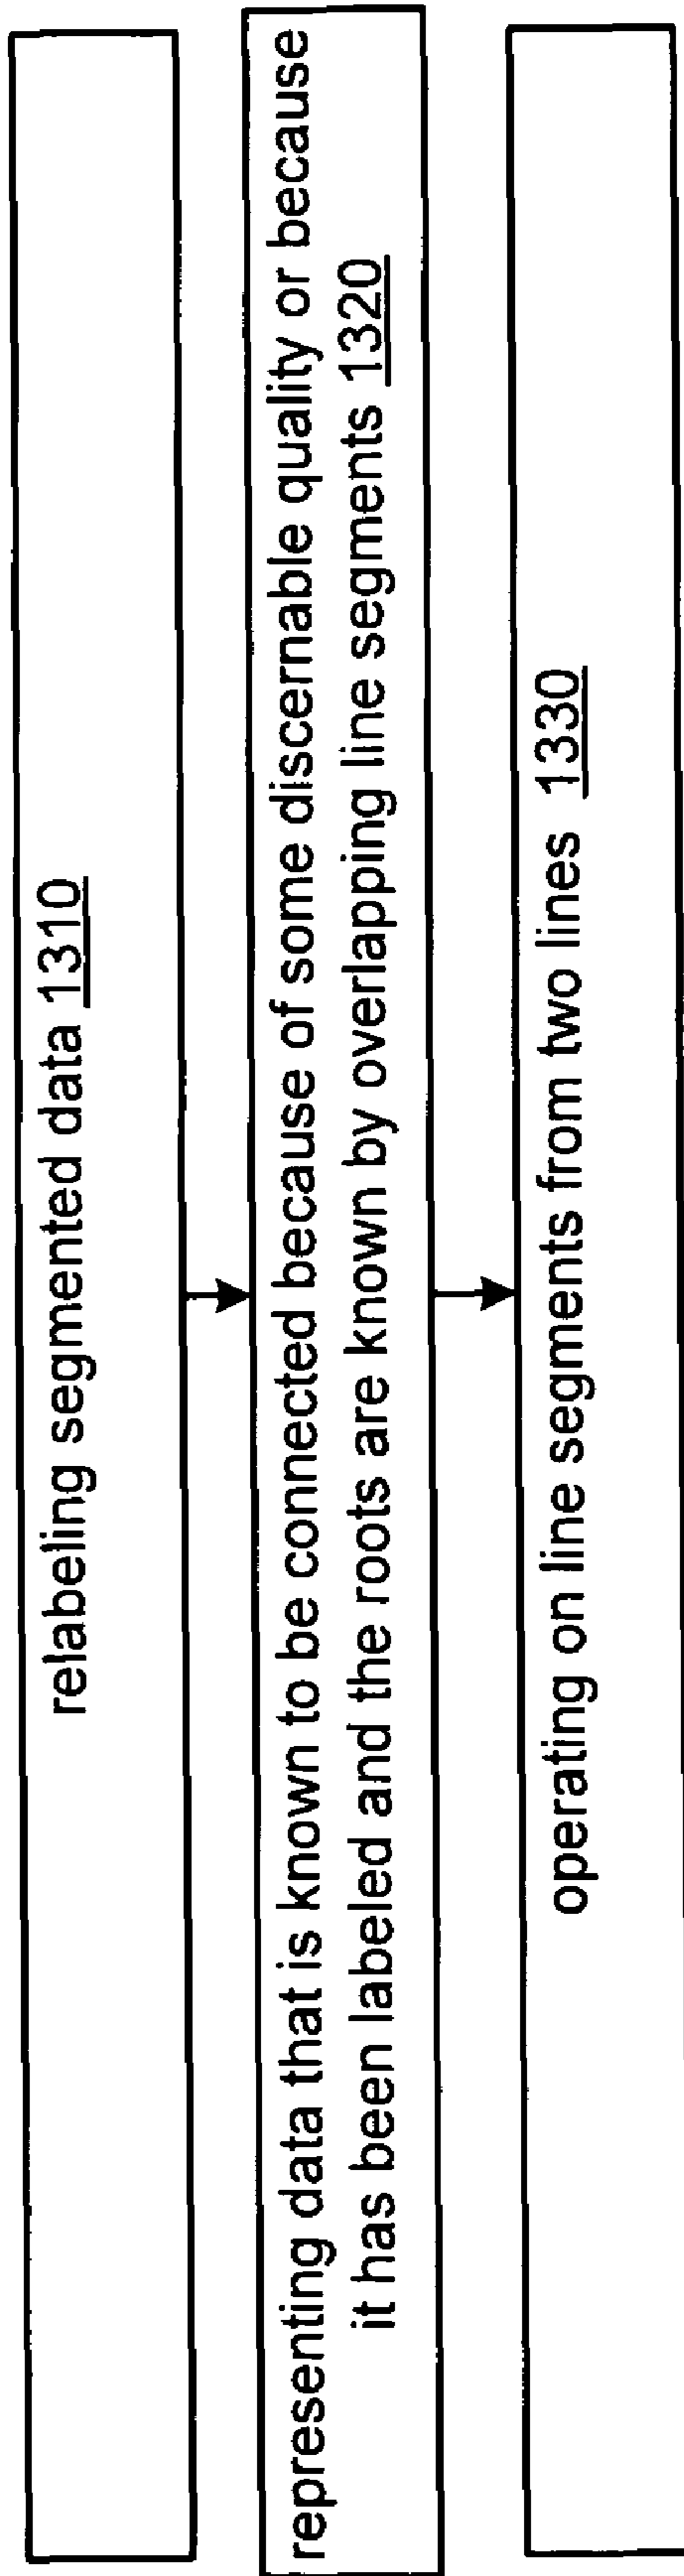 relabeling segmented data 1310
representing data that is known to be connected because of some discernable quality or because
it has been labeled and the roots are known by overlapping line segments 1320
operating on line segments from two lines 1330